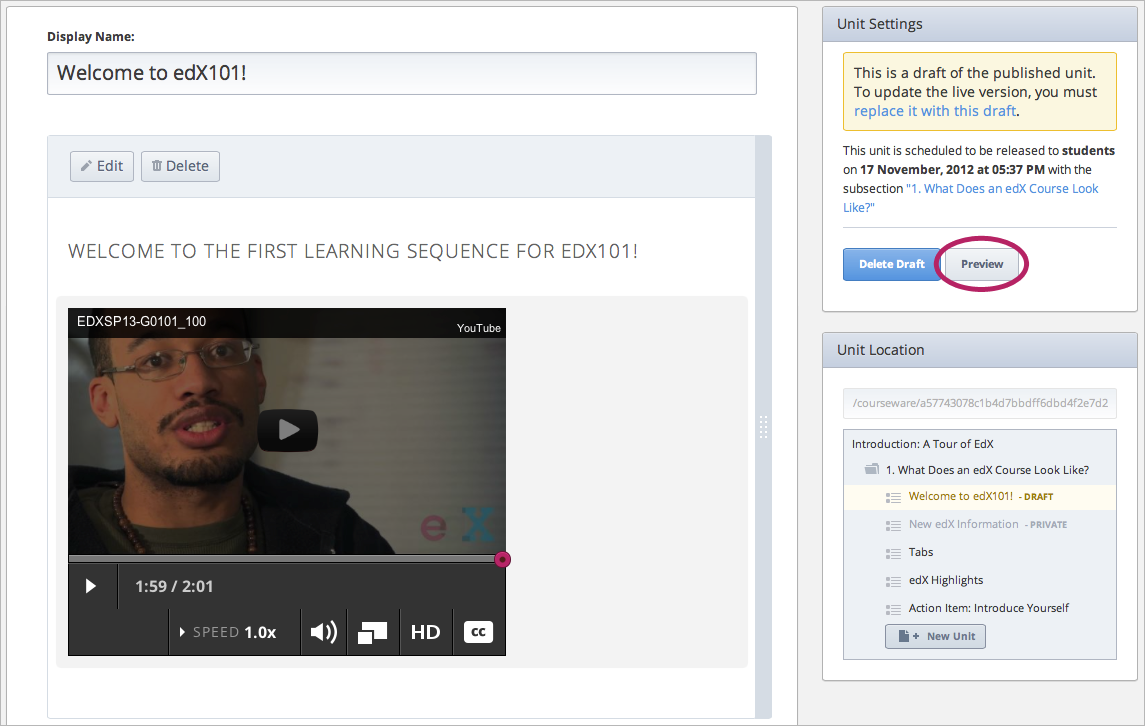 Display Name:
Welcome to edX101!
Edit
Delete
WELCOME TO THE FIRST LEARNING SEQUENCE FOR EDX101!
EDXSP13-G0101_100
YouTube
e X
1:59 / 2:01
SPEED 1.0x
HD
cc
Unit Settings
This is a draft of the published unit.
To update the live version, you must
replace it with this draft.
This unit is scheduled to be released to students
on 17 November, 2012 at 05:37 PM with the
subsection "1. What Does an edX Course Look
Like?"
Delete Draft
Preview
Unit Location
/courseware/a57743078c1b4d7bbdff6dbd4f2e7d2
Introduction: A Tour of EdX
1. What Does an edX Course Look Like?
Welcome to edX101! - DRAFT
New edX Information - PRIVATE
Tabs
edX Highlights
Action Item: Introduce Yourself
+ New Unit